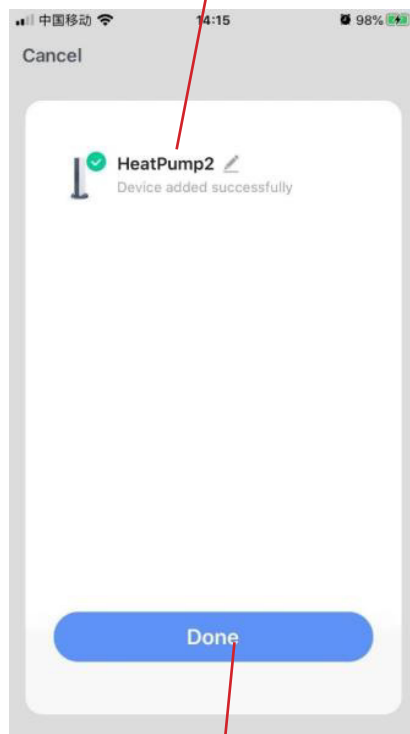 中国移动 14:15 98%
Cancel
HeatPump2
Device added successfully
Done